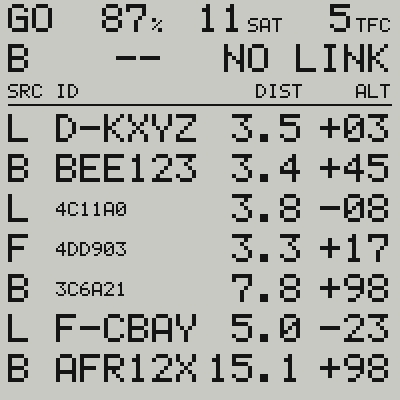 GO 87% 11 SAT 5 TFC
B -- NO LINK
SRC ID DIST ALT
L D-KXYZ 3.5 +03
B BEE123 3.4 +45
L 4C11A0 3.8 -08
F 4DD903 3.3 +17
B 3C6A21 7.8 +98
L F-CBAY 5.0 -23
B AFR12X 15.1 +98